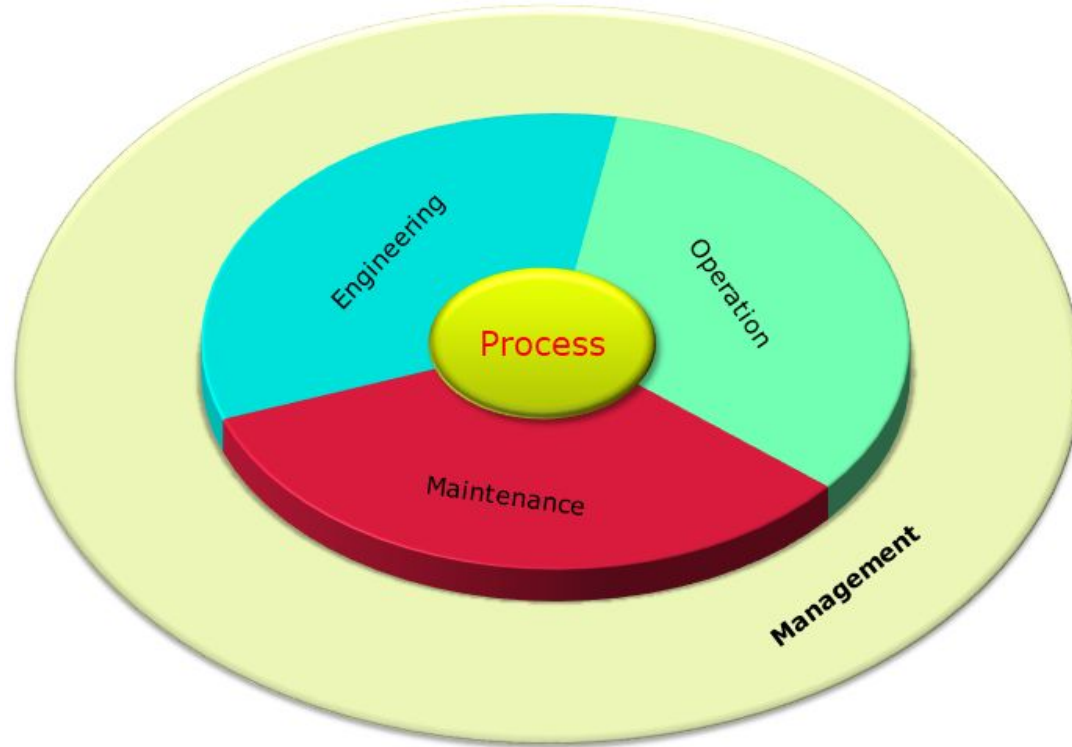 Engineering
Operation
Process
Maintenance
Management